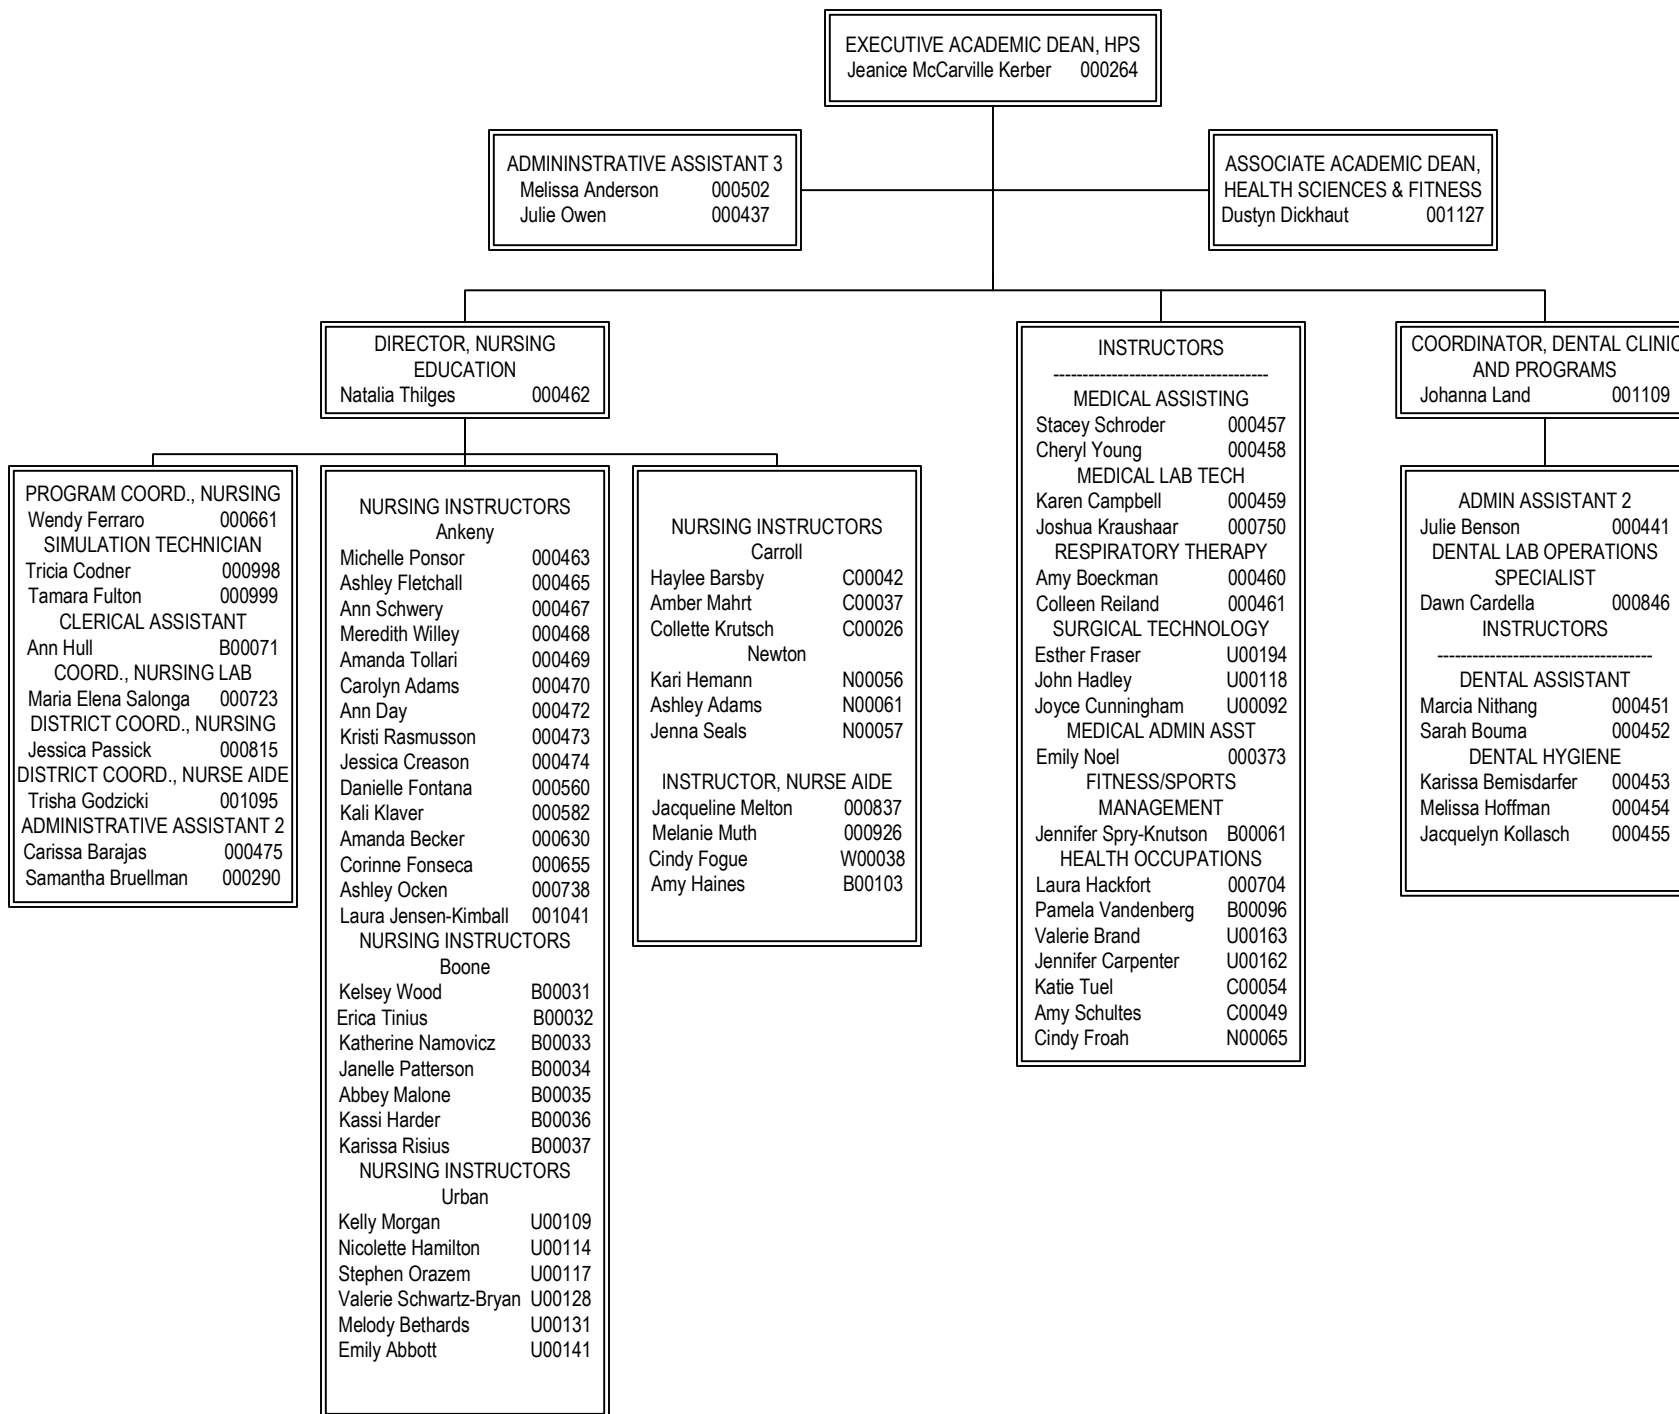 EXECUTIVE ACADEMIC DEAN, HPS
Jeanice McCarville Kerber 000264
ADMININSTRATIVE ASSISTANT 3
Melissa Anderson 000502
Julie Owen 000437
ASSOCIATE ACADEMIC DEAN,
HEALTH SCIENCES & FITNESS
Dustyn Dickhaut 001127
DIRECTOR, NURSING
EDUCATION
Natalia Thilges 000462
PROGRAM COORD., NURSING
Wendy Ferraro 000661
SIMULATION TECHNICIAN
Tricia Codner 000998
Tamara Fulton 000999
CLERICAL ASSISTANT
Ann Hull B00071
COORD., NURSING LAB
Maria Elena Salonga 000723
DISTRICT COORD., NURSING
Jessica Passick 000815
DISTRICT COORD., NURSE AIDE
Trisha Godzicki 001095
ADMINISTRATIVE ASSISTANT 2
Carissa Barajas 000475
Samantha Bruellman 000290
NURSING INSTRUCTORS
Ankeny
Michelle Ponsor 000463
Ashley Fletchall 000465
Ann Schwery 000467
Meredith Willey 000468
Amanda Tollari 000469
Carolyn Adams 000470
Ann Day 000472
Kristi Rasmusson 000473
Jessica Creason 000474
Danielle Fontana 000560
Kali Klaver 000582
Amanda Becker 000630
Corinne Fonseca 000655
Ashley Ocken 000738
Laura Jensen-Kimball 001041
NURSING INSTRUCTORS
Boone
Kelsey Wood B00031
Erica Tinius B00032
Katherine Namovicz B00033
Janelle Patterson B00034
Abbey Malone B00035
Kassi Harder B00036
Karissa Risius B00037
NURSING INSTRUCTORS
Urban
Kelly Morgan U00109
Nicolette Hamilton U00114
Stephen Orazem U00117
Valerie Schwartz-Bryan U00128
Melody Bethards U00131
Emily Abbott U00141
NURSING INSTRUCTORS
Carroll
Haylee Barsby C00042
Amber Mahrt C00037
Collette Krutsch C00026
Newton
Kari Hemann N00056
Ashley Adams N00061
Jenna Seals N00057
INSTRUCTOR, NURSE AIDE
Jacqueline Melton 000837
Melanie Muth 000926
Cindy Fogue W00038
Amy Haines B00103
INSTRUCTORS
------------------------------------
MEDICAL ASSISTING
Stacey Schroder 000457
Cheryl Young 000458
MEDICAL LAB TECH
Karen Campbell 000459
Joshua Kraushaar 000750
RESPIRATORY THERAPY
Amy Boeckman 000460
Colleen Reiland 000461
SURGICAL TECHNOLOGY
Esther Fraser U00194
John Hadley U00118
Joyce Cunningham U00092
MEDICAL ADMIN ASST
Emily Noel 000373
FITNESS/SPORTS
MANAGEMENT
Jennifer Spry-Knutson B00061
HEALTH OCCUPATIONS
Laura Hackfort 000704
Pamela Vandenberg B00096
Valerie Brand U00163
Jennifer Carpenter U00162
Katie Tuel C00054
Amy Schultes C00049
Cindy Froah N00065
COORDINATOR, DENTAL CLINIC
AND PROGRAMS
Johanna Land 001109
ADMIN ASSISTANT 2
Julie Benson 000441
DENTAL LAB OPERATIONS
SPECIALIST
Dawn Cardella 000846
INSTRUCTORS
------------------------------------
DENTAL ASSISTANT
Marcia Nithang 000451
Sarah Bouma 000452
DENTAL HYGIENE
Karissa Bemisdarfer 000453
Melissa Hoffman 000454
Jacquelyn Kollasch 000455